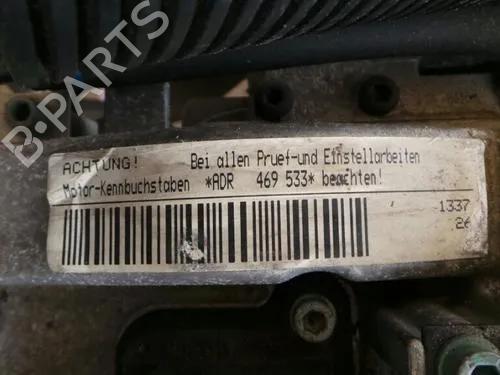 B-PARTS
ACHTUNG! Bei allen Pruef-und Einstellarbeiten
Motor-Kennbuchstaben *ADR 469 533* beachten!
1337
26